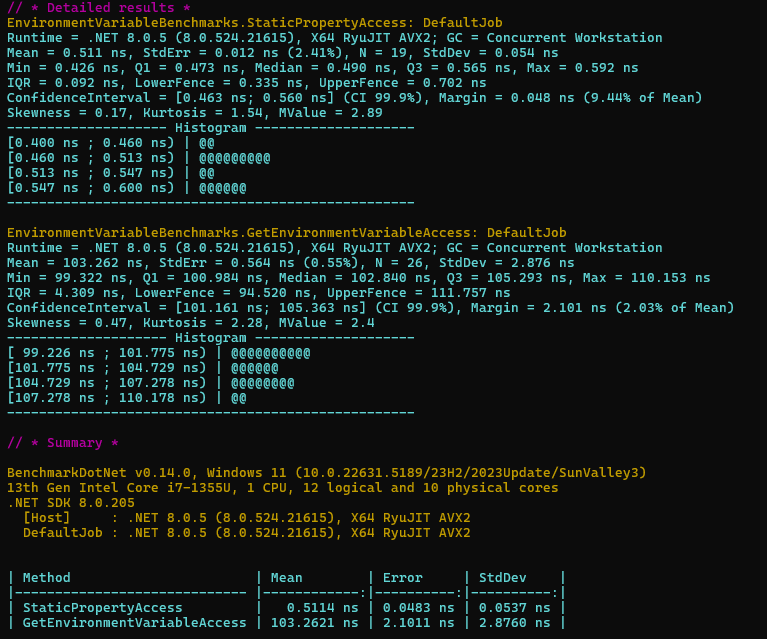 // * Detailed results *
EnvironmentVariableBenchmarks.StaticPropertyAccess: DefaultJob
Runtime = .NET 8.0.5 (8.0.524.21615), X64 RyuJIT AVX2; GC = Concurrent Workstation
Mean = 0.511 ns, StdErr = 0.012 ns (2.41%), N = 19, StdDev = 0.054 ns
Min = 0.426 ns, Q1 = 0.473 ns, Median = 0.490 ns, Q3 = 0.565 ns, Max = 0.592 ns
IQR = 0.092 ns, LowerFence = 0.335 ns, UpperFence = 0.702 ns
ConfidenceInterval = [0.463 ns; 0.560 ns] (CI 99.9%), Margin = 0.048 ns (9.44% of Mean)
Skewness = 0.17, Kurtosis = 1.54, MValue = 2.89
-------------------- Histogram --------------------
[0.400 ns ; 0.460 ns) | @@
[0.460 ns ; 0.513 ns) | @@@@@@@@@
[0.513 ns ; 0.547 ns) | @@
[0.547 ns ; 0.600 ns) | @@@@@@
---------------------------------------------------
EnvironmentVariableBenchmarks.GetEnvironmentVariableAccess: DefaultJob
Runtime = .NET 8.0.5 (8.0.524.21615), X64 RyuJIT AVX2; GC = Concurrent Workstation
Mean = 103.262 ns, StdErr = 0.564 ns (0.55%), N = 26, StdDev = 2.876 ns
Min = 99.322 ns, Q1 = 100.984 ns, Median = 102.840 ns, Q3 = 105.293 ns, Max = 110.153 ns
IQR = 4.309 ns, LowerFence = 94.520 ns, UpperFence = 111.757 ns
ConfidenceInterval = [101.161 ns; 105.363 ns] (CI 99.9%), Margin = 2.101 ns (2.03% of Mean)
Skewness = 0.47, Kurtosis = 2.28, MValue = 2.4
-------------------- Histogram --------------------
[ 99.226 ns ; 101.775 ns) | @@@@@@@@@@
[101.775 ns ; 104.729 ns) | @@@@@@
[104.729 ns ; 107.278 ns) | @@@@@@@@
[107.278 ns ; 110.178 ns) | @@
---------------------------------------------------
// * Summary *
BenchmarkDotNet v0.14.0, Windows 11 (10.0.22631.5189/23H2/2023Update/SunValley3)
13th Gen Intel Core i7-1355U, 1 CPU, 12 logical and 10 physical cores
.NET SDK 8.0.205
  [Host]     : .NET 8.0.5 (8.0.524.21615), X64 RyuJIT AVX2
  DefaultJob : .NET 8.0.5 (8.0.524.21615), X64 RyuJIT AVX2
| Method                       | Mean        | Error     | StdDev    |
|----------------------------- |------------:|----------:|----------:|
| StaticPropertyAccess         |   0.5114 ns | 0.0483 ns | 0.0537 ns |
| GetEnvironmentVariableAccess | 103.2621 ns | 2.1011 ns | 2.8760 ns |